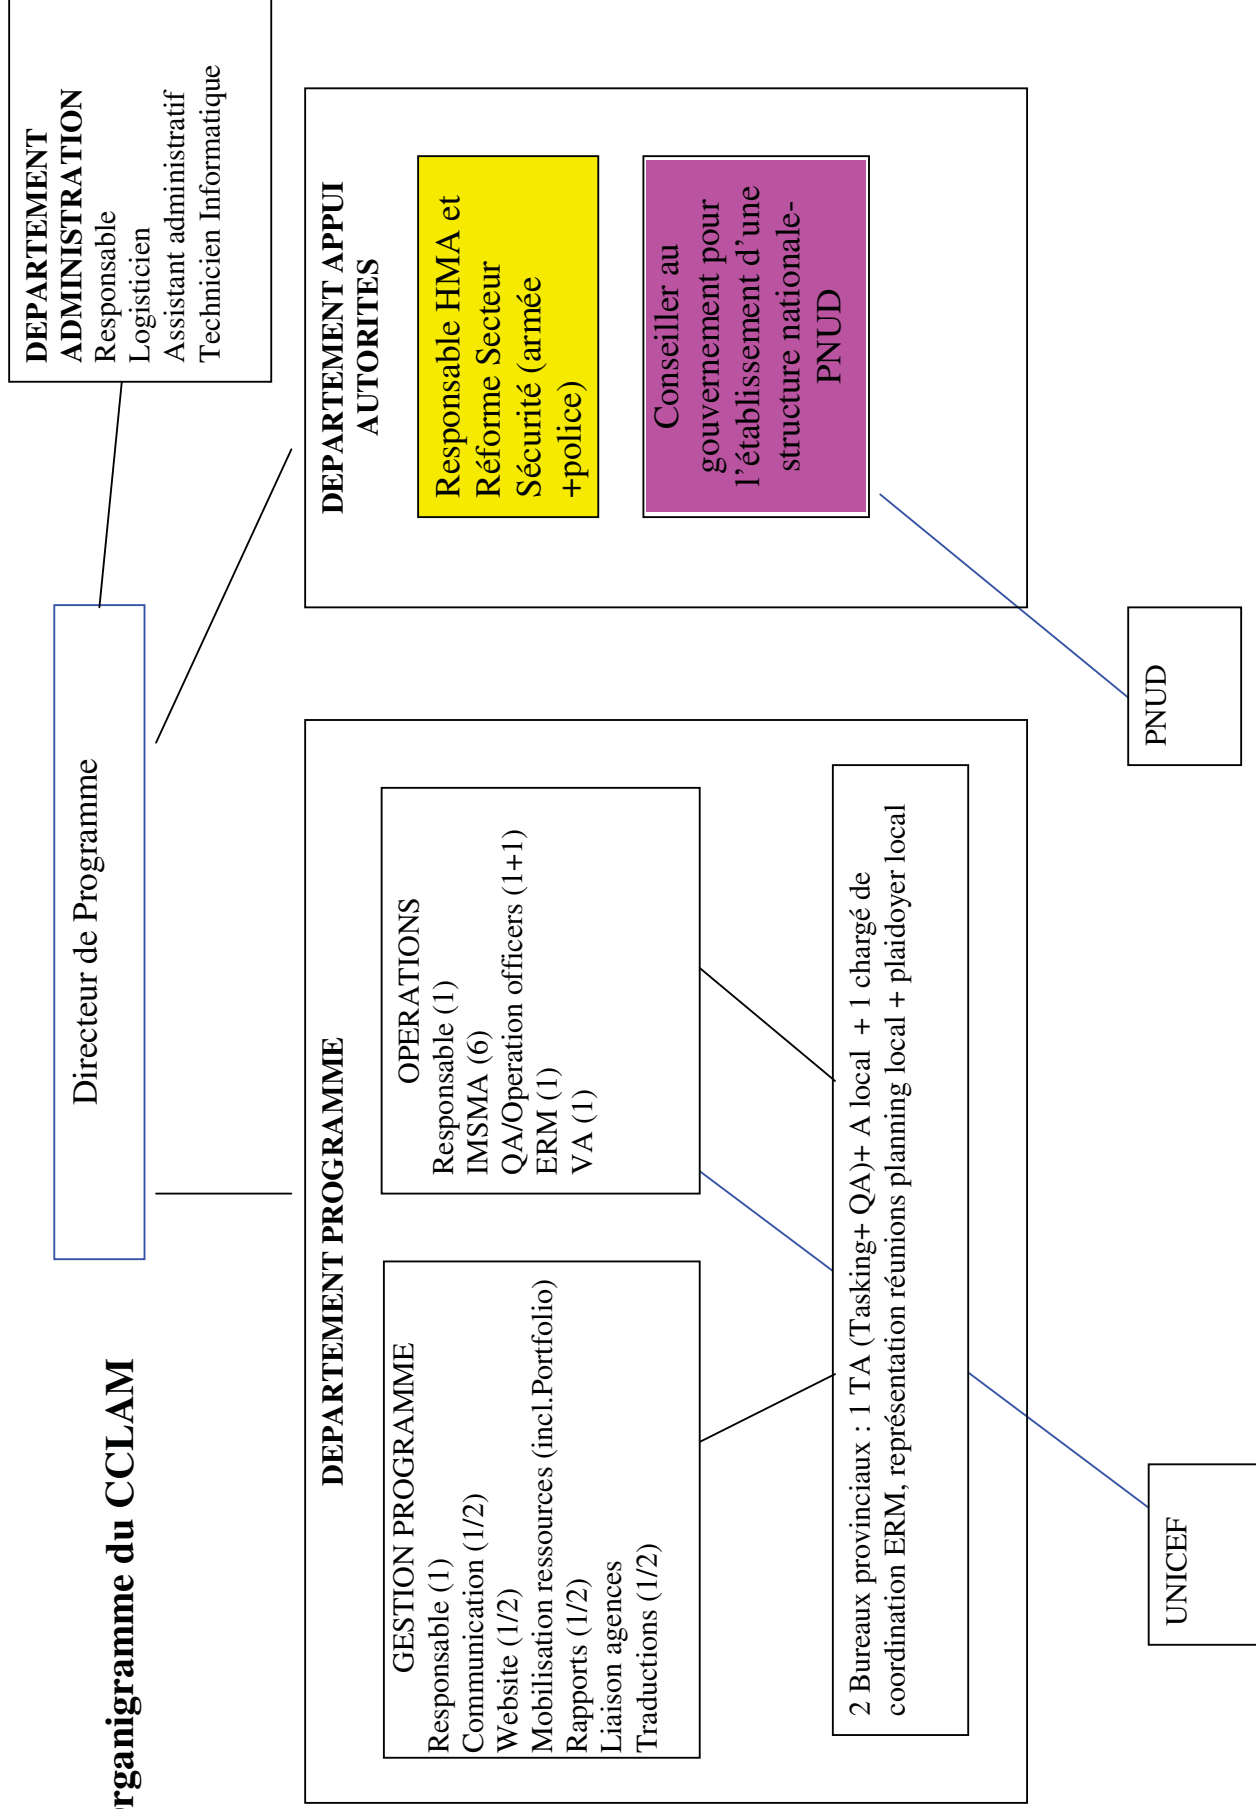 rganigramme du CCLAM
Directeur de Programme
DEPARTEMENT
ADMINISTRATION
Responsable
Logisticien
Assistant administratif
Technicien Informatique
DEPARTEMENT PROGRAMME
GESTION PROGRAMME
Responsable (1)
Communication (1/2)
Website (1/2)
Mobilisation ressources (incl.Portfolio)
Rapports (1/2)
Liaison agences
Traductions (1/2)
OPERATIONS
Responsable (1)
IMSMA (6)
QA/Operation officers (1+1)
ERM (1)
VA (1)
2 Bureaux provinciaux : 1 TA (Tasking+ QA)+ A local + 1 chargé de
coordination ERM, représentation réunions planning local + plaidoyer local
DEPARTEMENT APPUI
AUTORITES
Responsable HMA et
Réforme Secteur
Sécurité (armée
+police)
Conseiller au
gouvernement pour
l'établissement d'une
structure nationale-
PNUD
UNICEF
PNUD